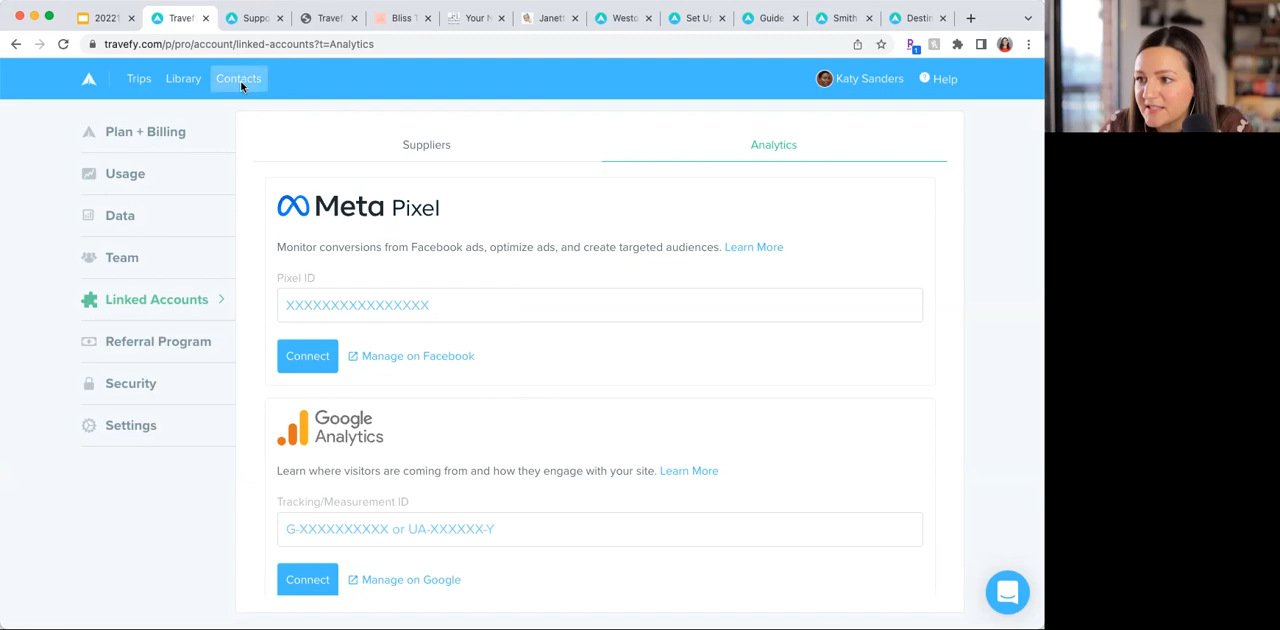 20221
Travef
Suppo
Travef
Bliss T
Your N
Janet
Westo
Set Up
Guide
Smith
Destin
travefy.com/p/pro/account/linked-accounts?t=Analytics
1
Trips
Library
Contacts
Katy Sanders
? Help
Plan + Billing
Usage
Data
Team
Linked Accounts
Referral Program
Security
Settings
Suppliers
Analytics
Meta Pixel
Monitor conversions from Facebook ads, optimize ads, and create targeted audiences. Learn More
Pixel ID
XXXXXXXXXXXXXXXX
Connect
Manage on Facebook
Google
Analytics
Learn where visitors are coming from and how they engage with your site. Learn More
Tracking/Measurement ID
G-XXXXXXXXXX or UA-XXXXXX-Y
Connect
Manage on Google